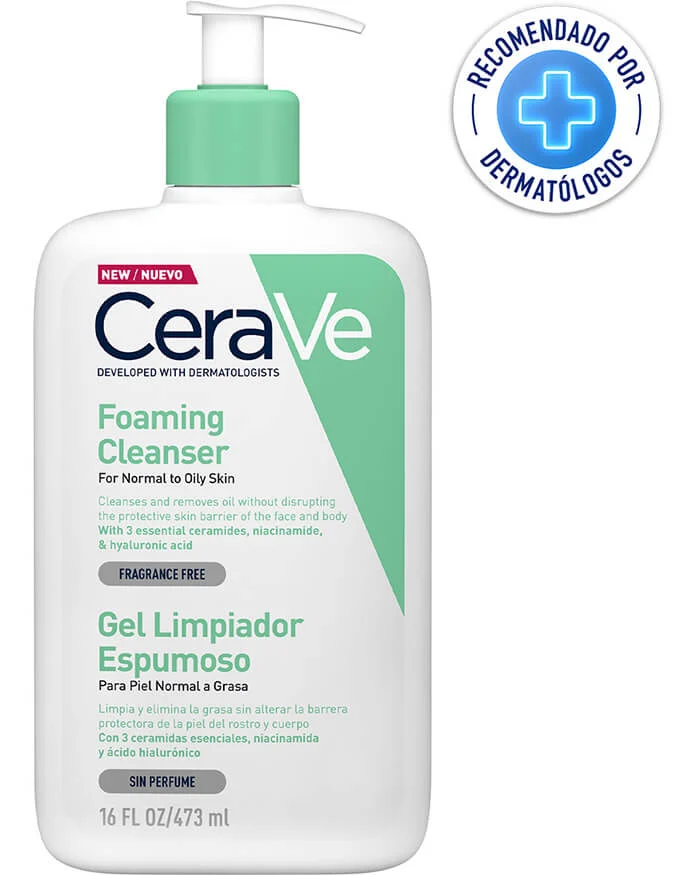 RECOMENDADO POR
DERMATÓLOGOS
NEW / NUEVO
CeraVe
DEVELOPED WITH DERMATOLOGISTS
Foaming
Cleanser
For Normal to Oily Skin
Cleanses and removes oil without disrupting
the protective skin barrier of the face and body
With 3 essential ceramides, niacinamide,
& hyaluronic acid
FRAGRANCE FREE
Gel Limpiador
Espumoso
Para Piel Normal a Grasa
Limpia y elimina la grasa sin alterar la barrera
protectora de la piel del rostro y cuerpo
Con 3 ceramidas esenciales, niacinamida
y ácido hialurónico
SIN PERFUME
16 FL OZ/473 ml